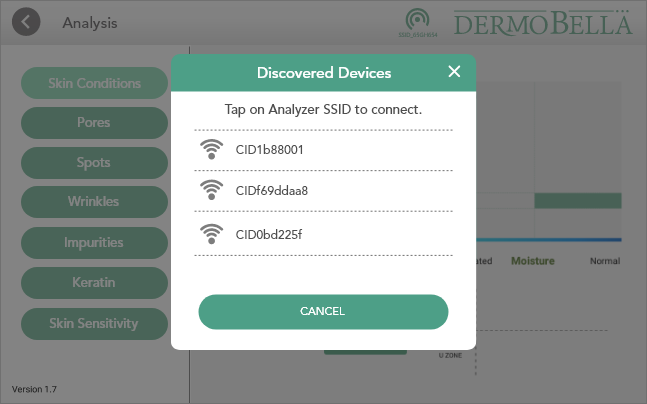 Analysis
DERMOBELLA
Discovered Devices
Tap on Analyzer SSID to connect.
CID1b88001
CIDf69ddaa8
CID0bd225f
CANCEL
Skin Conditions
Pores
Spots
Wrinkles
Impurities
Keratin
Skin Sensitivity
Version 1.7
ated Moisture Normal
U ZONE